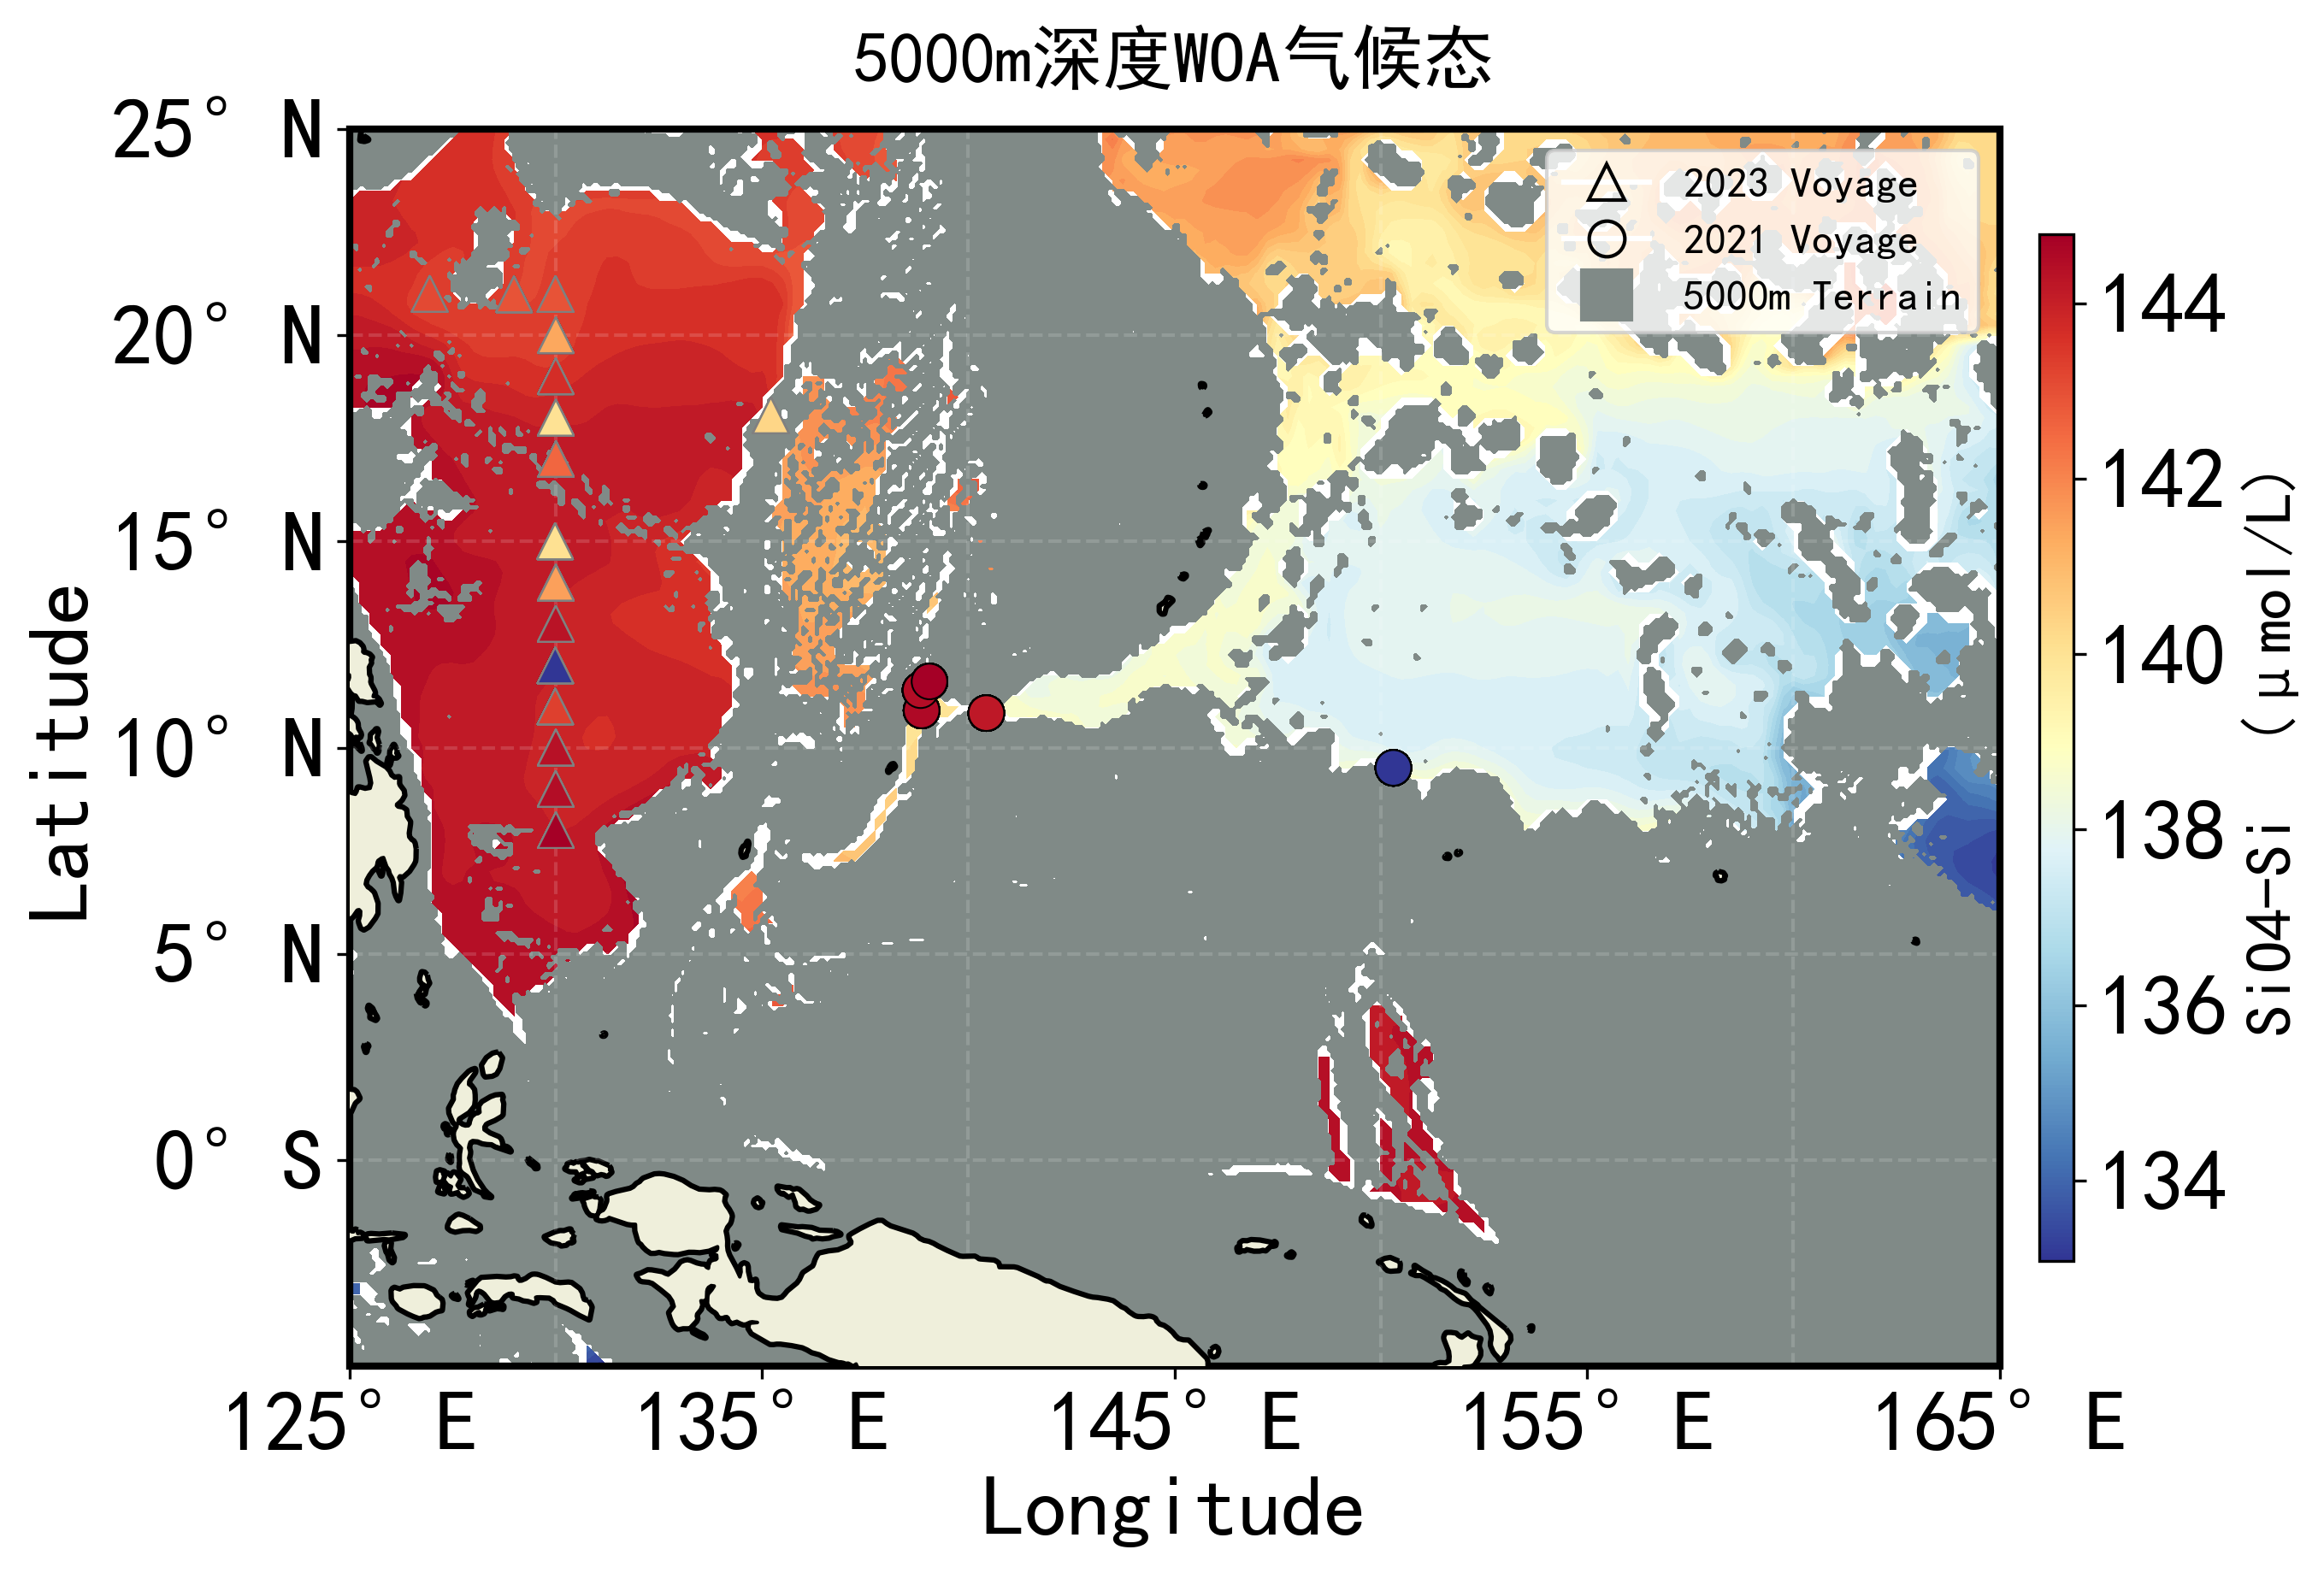 5000m深度WOA气候态
25° N
20° N
15° N
10° N
5° N
0° S
Latitude
2023 Voyage
2021 Voyage
5000m Terrain
144
142
140
138
136
134
SiO4-Si (μmol/L)
125° E
135° E
145° E
155° E
165° E
Longitude